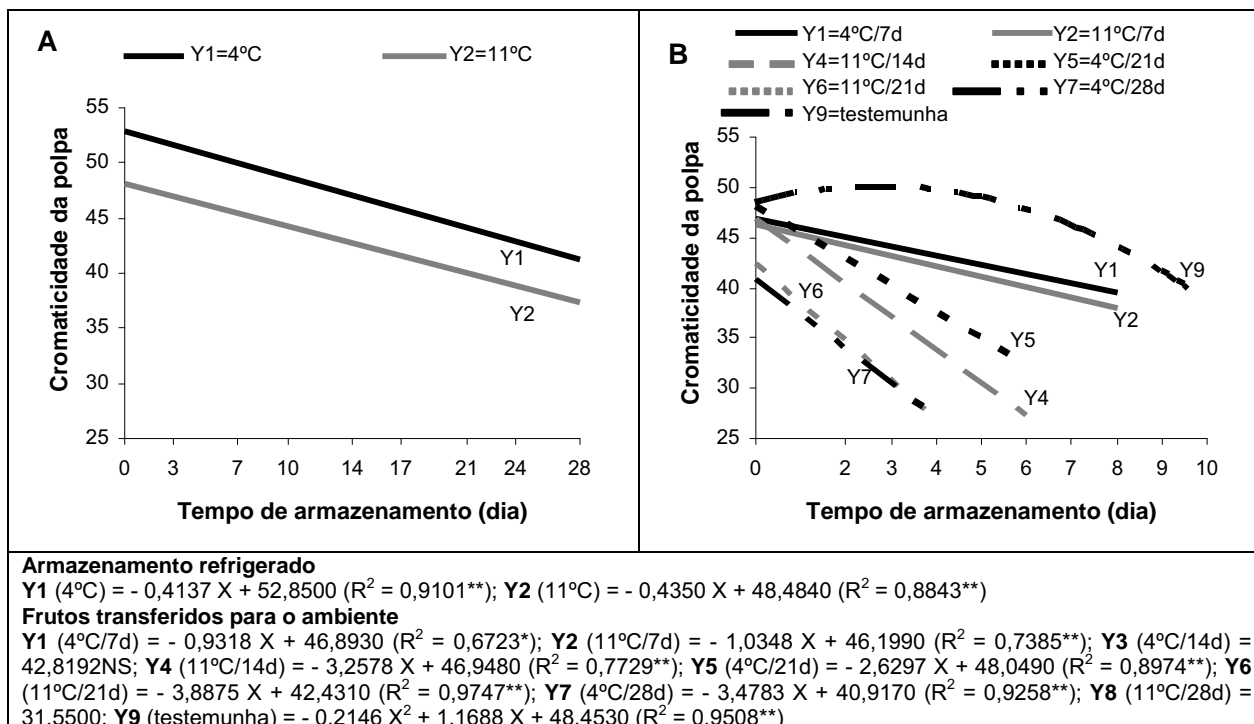 A
Y1=4ºC Y2=11ºC
Cromaticidade da polpa
55
50
45
40
35
30
25
Y1
Y2
0 3 7 10 14 17 21 24 28
Tempo de armazenamento (dia)
B
Y1=4ºC/7d Y2=11ºC/7d
Y4=11ºC/14d Y5=4ºC/21d
Y6=11ºC/21d Y7=4ºC/28d
Y9=testemunha
Cromaticidade da polpa
55
50
45
40
35
30
25
Y1
Y9
Y2
Y6
Y5
Y7
Y4
0 2 4 5 6 8 9 10
Tempo de armazenamento (dia)
Armazenamento refrigerado
Y1 (4ºC) = - 0,4137 X + 52,8500 (R² = 0,9101**); Y2 (11ºC) = - 0,4350 X + 48,4840 (R² = 0,8843**)
Frutos transferidos para o ambiente
Y1 (4ºC/7d) = - 0,9318 X + 46,8930 (R² = 0,6723*); Y2 (11ºC/7d) = - 1,0348 X + 46,1990 (R² = 0,7385**); Y3 (4ºC/14d) =
42,8192NS; Y4 (11ºC/14d) = - 3,2578 X + 46,9480 (R² = 0,7729**); Y5 (4ºC/21d) = - 2,6297 X + 48,0490 (R² = 0,8974**); Y6
(11ºC/21d) = - 3,8875 X + 42,4310 (R² = 0,9747**); Y7 (4ºC/28d) = - 3,4783 X + 40,9170 (R² = 0,9258**); Y8 (11ºC/28d) =
31,5500; Y9 (testemunha) = - 0,2146 X² + 1,1688 X + 48,4530 (R² = 0,9508**)